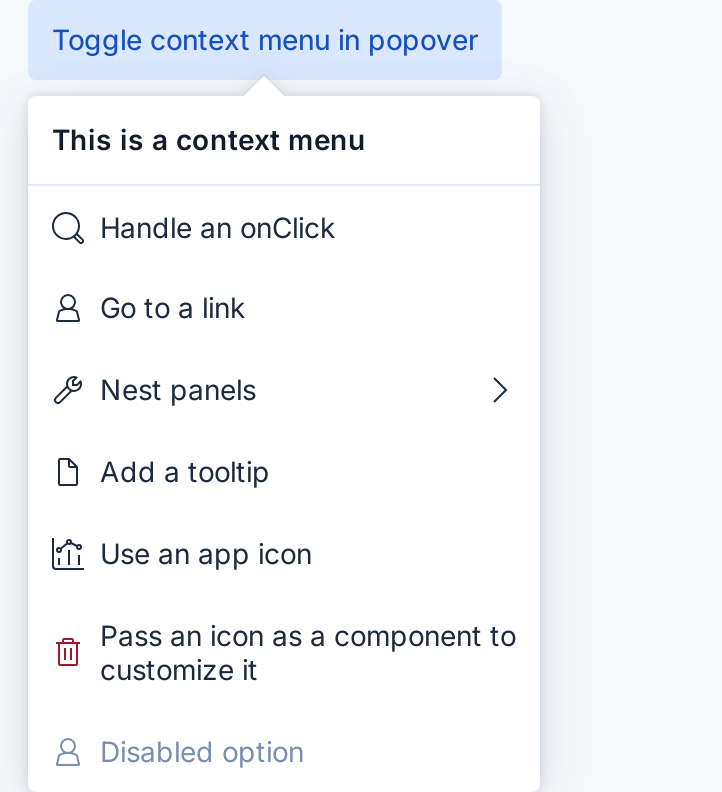 Toggle context menu in popover
This is a context menu
Handle an onClick
Go to a link
Nest panels
Add a tooltip
Use an app icon
Pass an icon as a component to
customize it
Disabled option